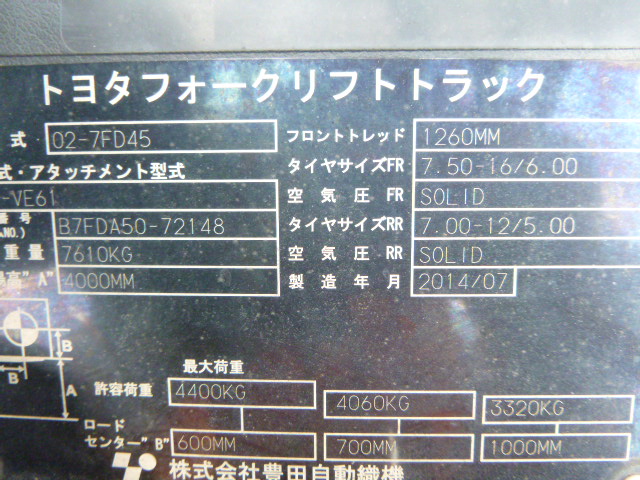 トヨタフォークリフトトラック
式 02-7FD45 フロントトレッド 1260MM
式・アタッチメント型式 タイヤサイズFR 7.50-16/6.00
-VE61 空気圧 FR SOLID
番号 B7FDA50-72148 タイヤサイズRR 7.00-12/5.00
重量 7610KG 空気圧 RR SOLID
最高"A" 4000MM 製造年月 2014/07
B
B A
最大荷重
許容荷重 4400KG 4060KG 3320KG
ロード
センター"B" 600MM 700MM 1000MM
株式会社豊田自動織機